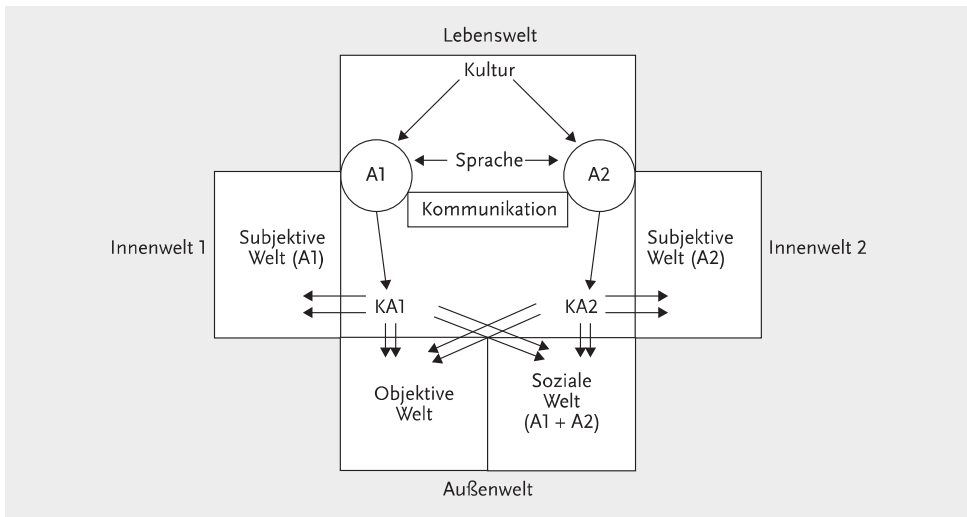 Lebenswelt
Kultur
A1
Sprache
A2
Kommunikation
Innenwelt 1
Subjektive
Welt (A1)
Subjektive
Welt (A2)
Innenwelt 2
KA1
KA2
Objektive
Welt
Soziale
Welt
(A1 + A2)
Außenwelt